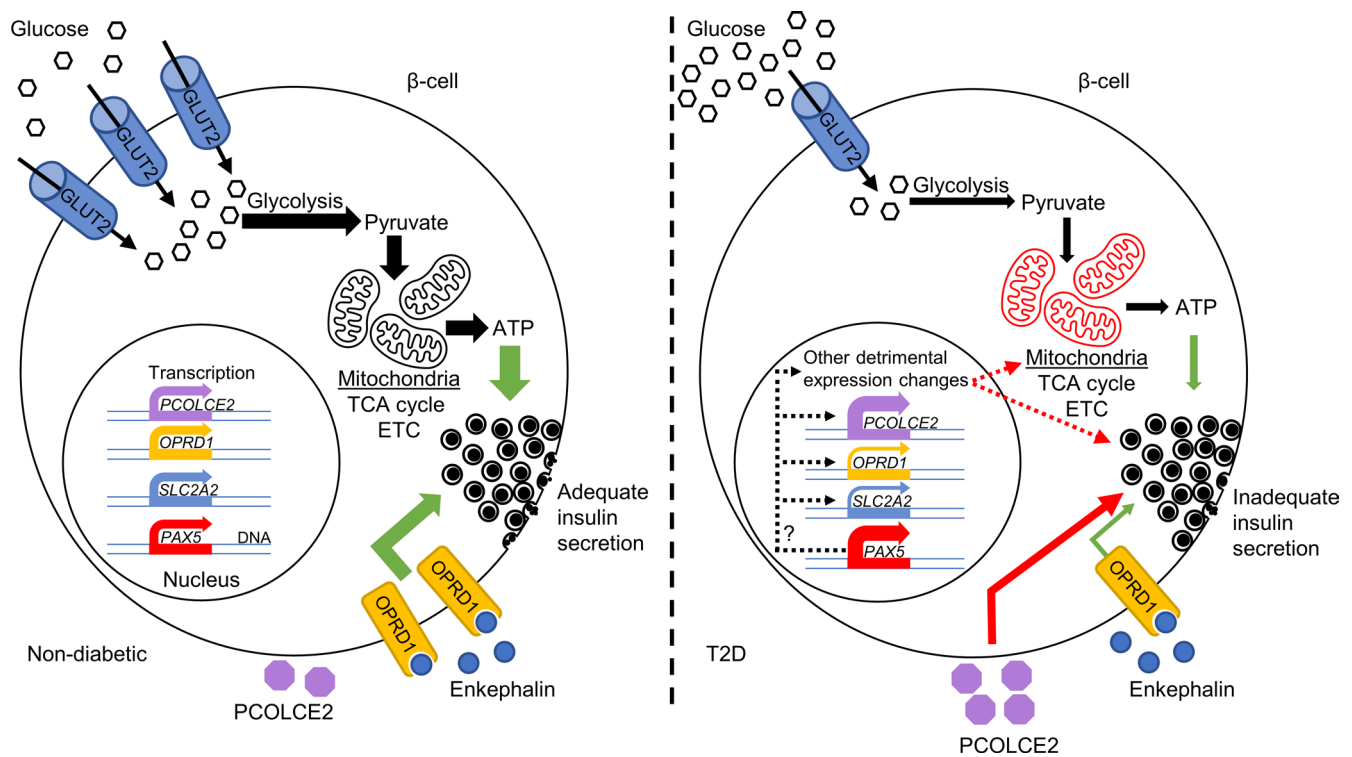 Glucose
β-cell
GLUT2
GLUT2
GLUT2
Glycolysis
Pyruvate
ATP
Mitochondria
TCA cycle
ETC
Transcription
PCOLCE2
OPRD1
SLC2A2
PAX5
DNA
Nucleus
Adequate
insulin
secretion
OPRD1
OPRD1
Enkephalin
Non-diabetic
PCOLCE2
Glucose
β-cell
GLUT2
Glycolysis
Pyruvate
ATP
Mitochondria
TCA cycle
ETC
Other detrimental
expression changes
PCOLCE2
OPRD1
SLC2A2
?
PAX5
Inadequate
insulin
secretion
OPRD1
Enkephalin
T2D
PCOLCE2